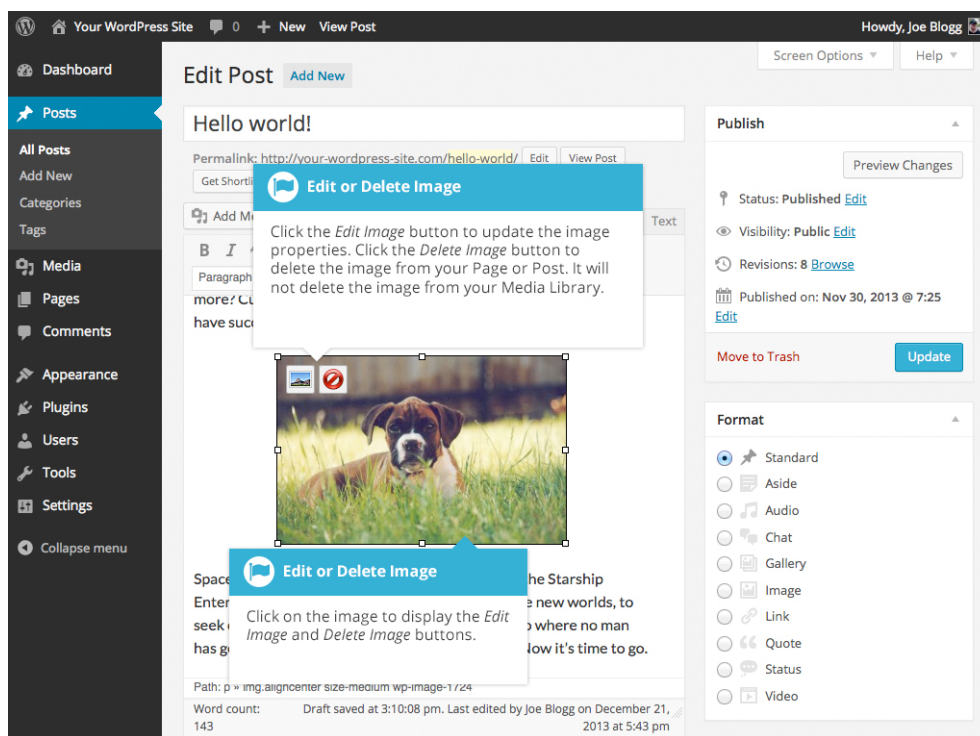 Your WordPress Site 0 + New View Post
Howdy, Joe Blogg
Dashboard
Posts
All Posts
Add New
Categories
Tags
Media
Pages
Comments
Appearance
Plugins
Users
Tools
Settings
Collapse menu
Screen Options
Help
Edit Post Add New
Hello world!
Permalink: http://your-wordpress-site.com/hello-world/ Edit View Post
Get Shortli
Add Me
Text
B I
Paragraph
more? Cu
have succ
Edit or Delete Image
Click the Edit Image button to update the image
properties. Click the Delete Image button to
delete the image from your Page or Post. It will
not delete the image from your Media Library.
Edit or Delete Image
Click on the image to display the Edit
Image and Delete Image buttons.
Space he Starship
Enter e new worlds, to
seek o where no man
has g Now it's time to go.
Path: p » img.aligncenter size-medium wp-image-1724
Word count: Draft saved at 3:10:08 pm. Last edited by Joe Blogg on December 21,
143 2013 at 5:43 pm
Publish
Preview Changes
Status: Published Edit
Visibility: Public Edit
Revisions: 8 Browse
Published on: Nov 30, 2013 @ 7:25
Edit
Move to Trash
Update
Format
Standard
Aside
Audio
Chat
Gallery
Image
Link
Quote
Status
Video